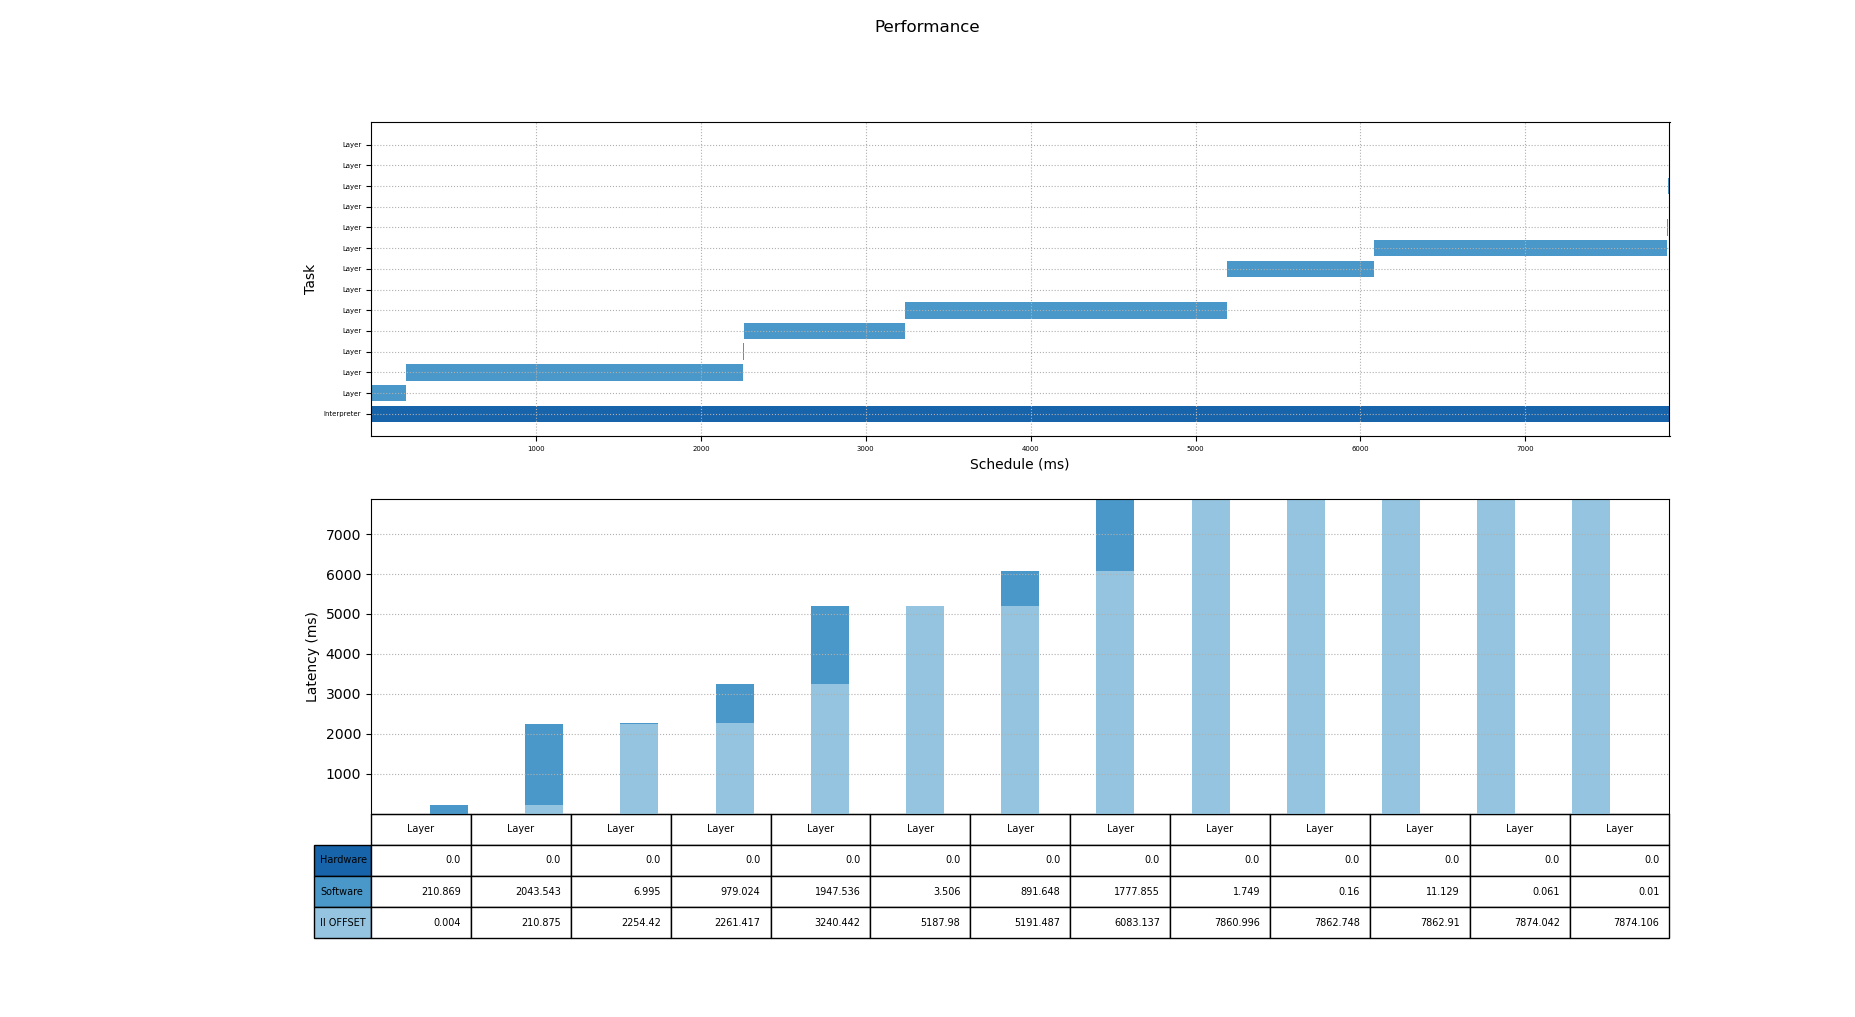 Performance
Layer
Layer
Layer
Layer
Layer
Layer
Layer
Layer
Layer
Layer
Layer
Layer
Layer
Interpreter
Task
1000 2000 3000 4000 5000 6000 7000
Schedule (ms)
7000
6000
5000
4000
3000
2000
1000
Latency (ms)
Layer Layer Layer Layer Layer Layer Layer Layer Layer Layer Layer Layer Layer
Hardware 0.0 0.0 0.0 0.0 0.0 0.0 0.0 0.0 0.0 0.0 0.0 0.0 0.0
Software 210.869 2043.543 6.995 979.024 1947.536 3.506 891.648 1777.855 1.749 0.16 11.129 0.061 0.01
II OFFSET 0.004 210.875 2254.42 2261.417 3240.442 5187.98 5191.487 6083.137 7860.996 7862.748 7862.91 7874.042 7874.106